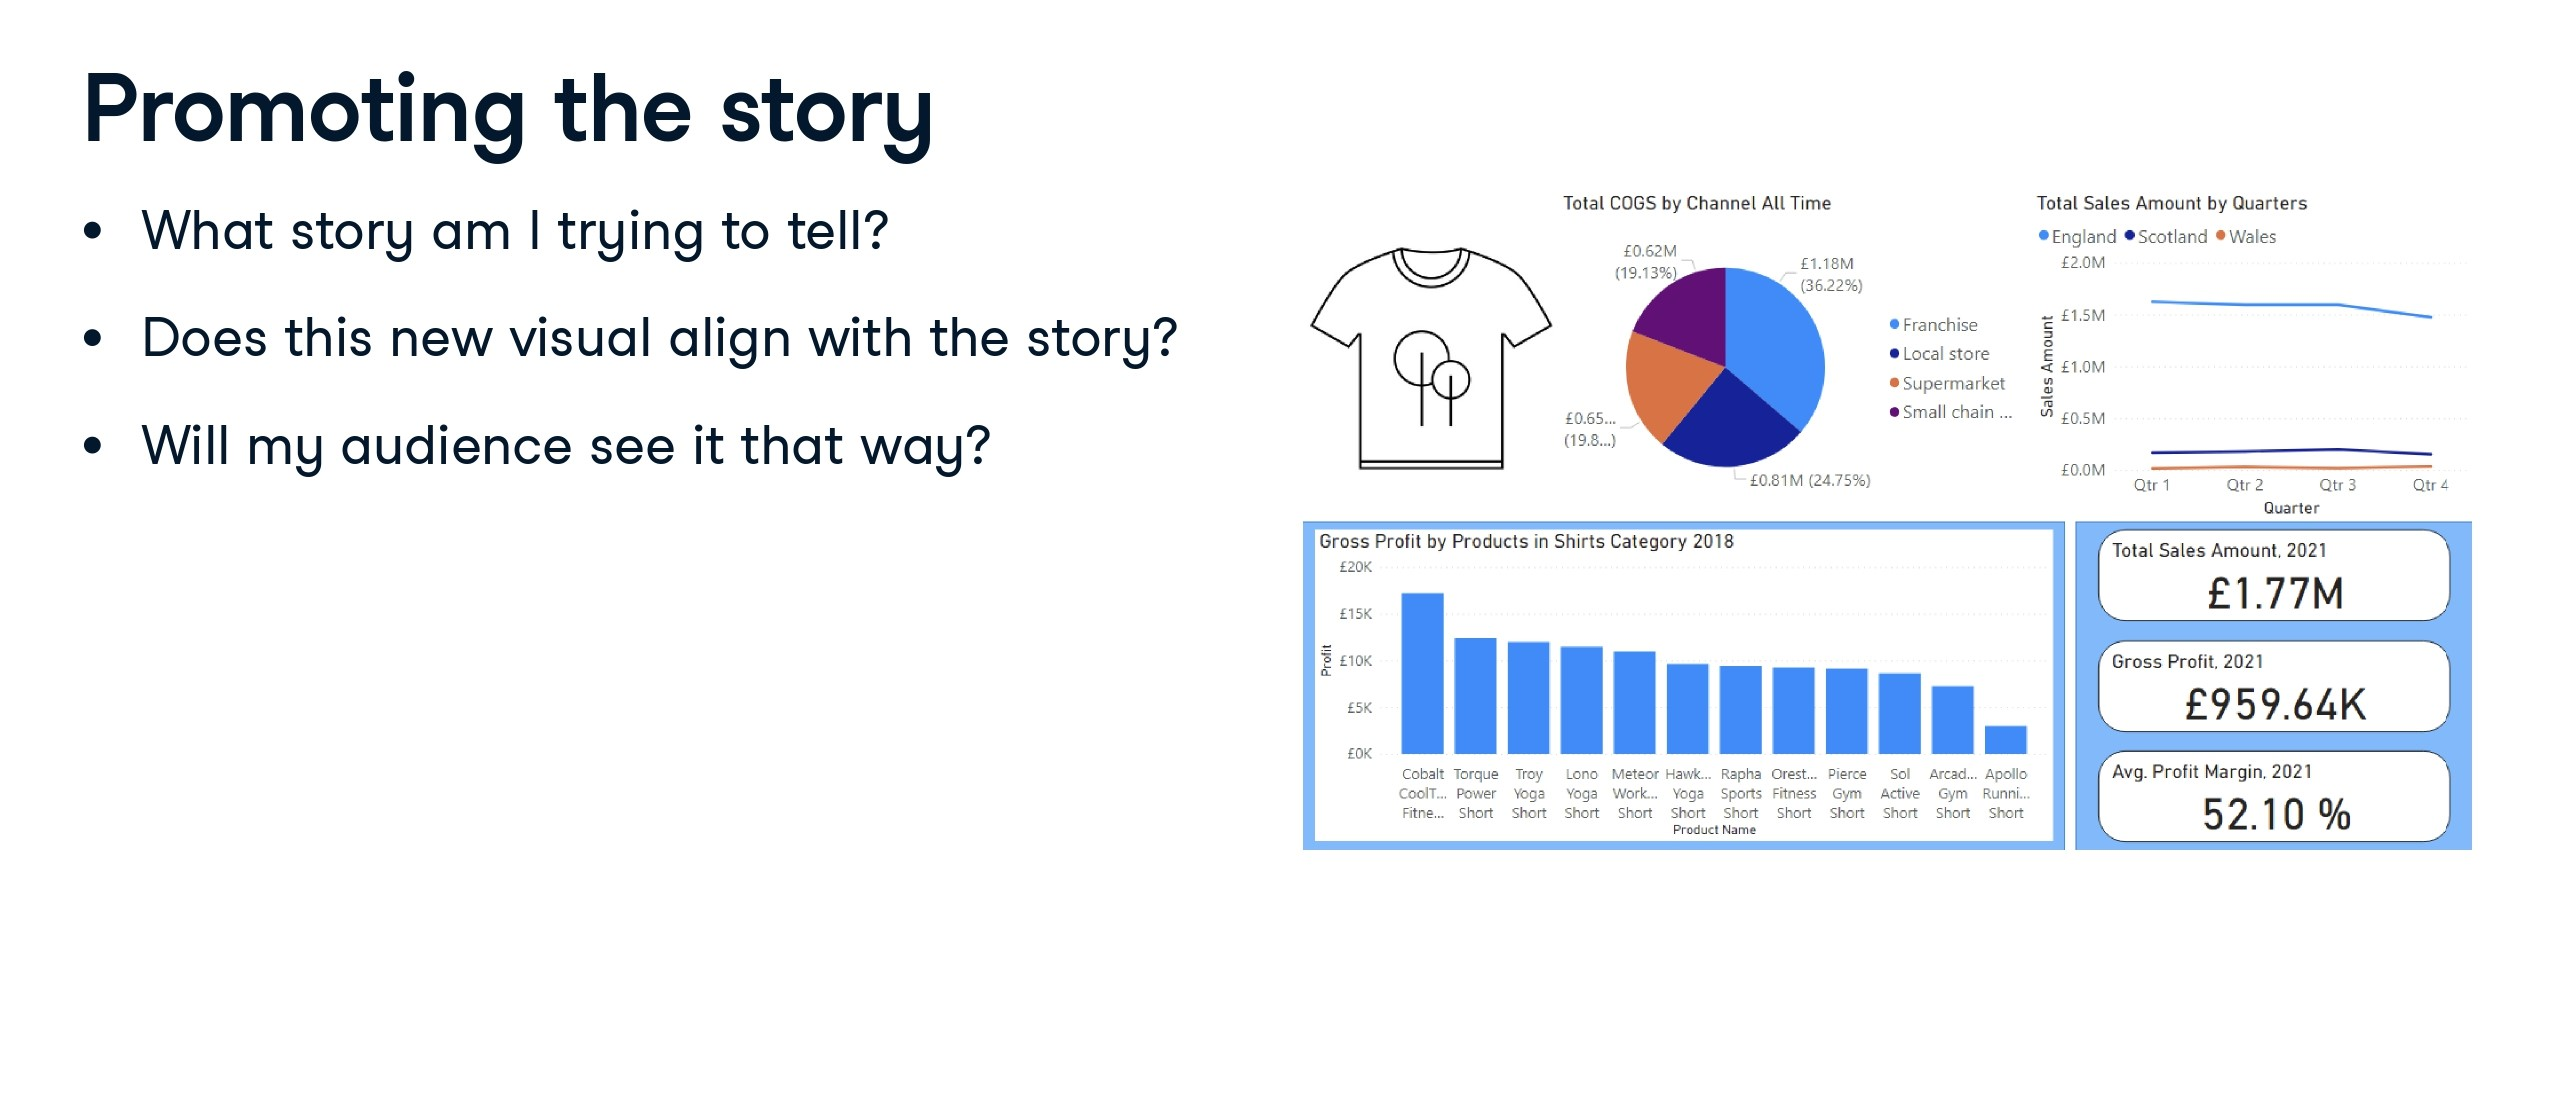 Promoting the story
• What story am I trying to tell?
• Does this new visual align with the story?
• Will my audience see it that way?
Total COGS by Channel All Time
£0.62M
(19.13%)
£1.18M
(36.22%)
£0.65...
(19.8...)
£0.81M (24.75%)
Franchise
Local store
Supermarket
Small chain ...
Total Sales Amount by Quarters
England Scotland Wales
Sales Amount
£2.0M
£1.5M
£1.0M
£0.5M
£0.0M
Qtr 1 Qtr 2 Qtr 3 Qtr 4
Quarter
Gross Profit by Products in Shirts Category 2018
Profit
£20K
£15K
£10K
£5K
£0K
Cobalt Torque Troy Lono Meteor Hawk... Rapha Orest... Pierce Sol Arcad... Apollo
CoolT... Power Yoga Yoga Work... Yoga Sports Fitness Gym Active Gym Runni...
Fitne... Short Short Short Short Short Short Short Short Short Short Short
Product Name
Total Sales Amount, 2021
£1.77M
Gross Profit, 2021
£959.64K
Avg. Profit Margin, 2021
52.10 %